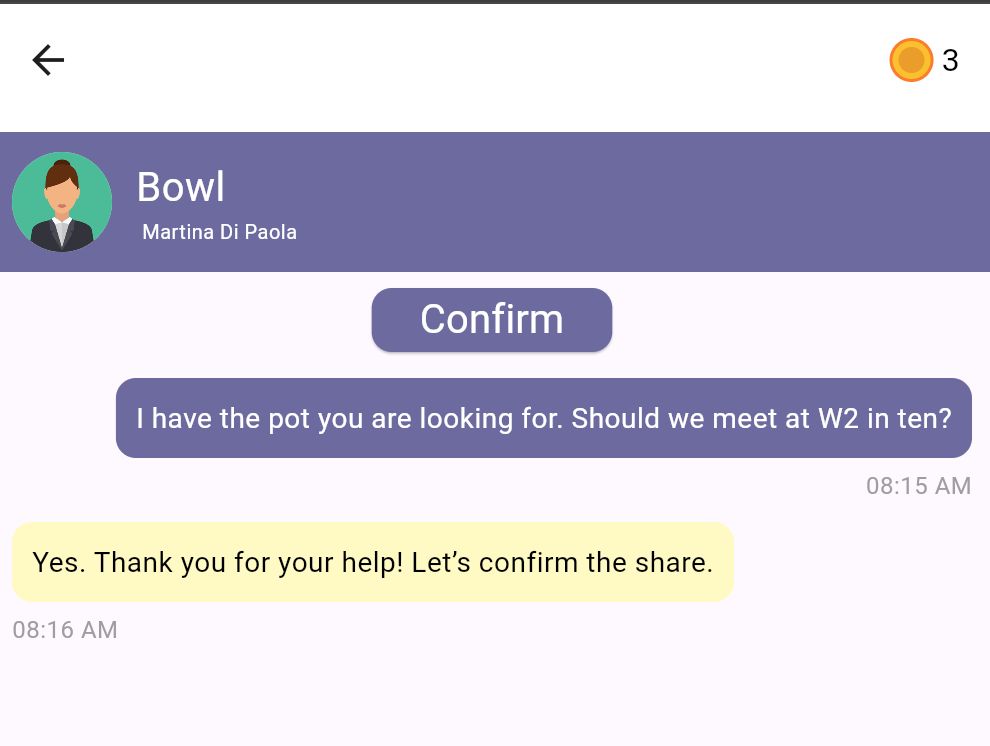 3
Bowl
Martina Di Paola
Confirm
I have the pot you are looking for. Should we meet at W2 in ten?
08:15 AM
Yes. Thank you for your help! Let’s confirm the share.
08:16 AM